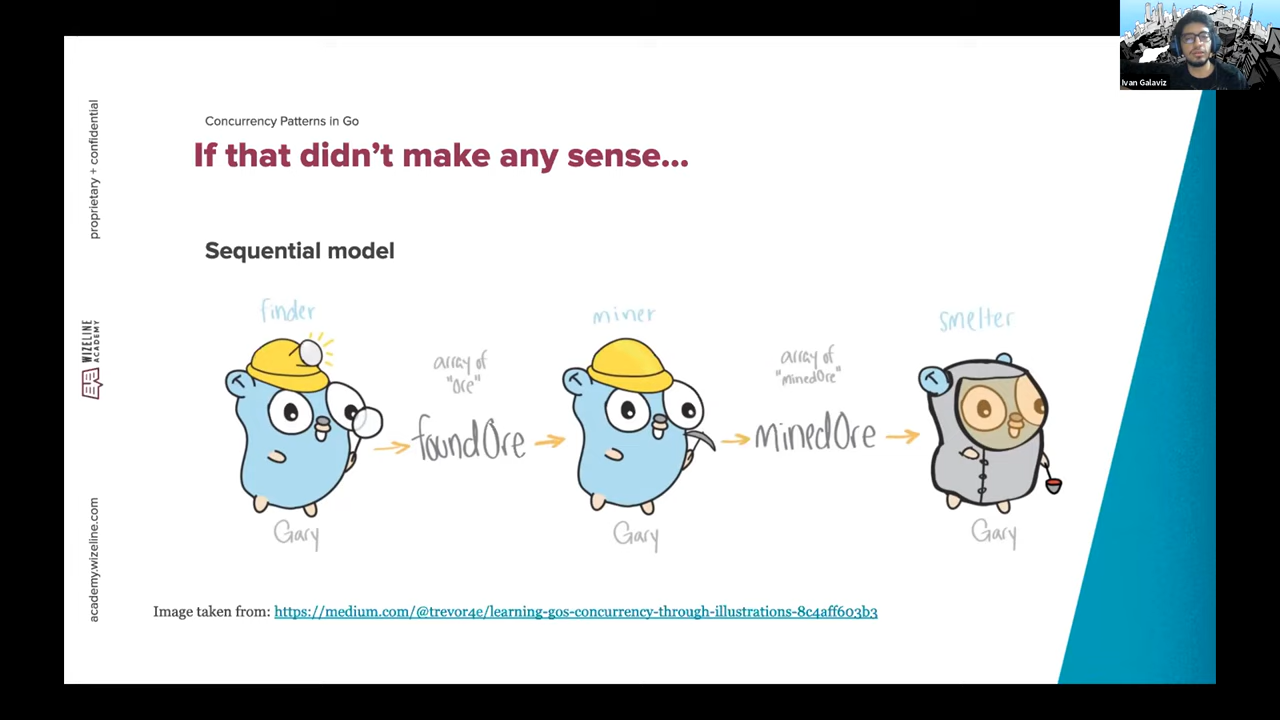 Ivan Galaviz
Concurrency Patterns in Go
If that didn't make any sense...
Sequential model
finder
miner
smelter
array of
"Ore"
array of
"minedOre"
foundOre
minedOre
Gary
Gary
Gary
Image taken from: https://medium.com/@trevor4e/learning-gos-concurrency-through-illustrations-8c4aff603b3
proprietary + confidential
WIZELINE
ACADEMY
academy.wizeline.com